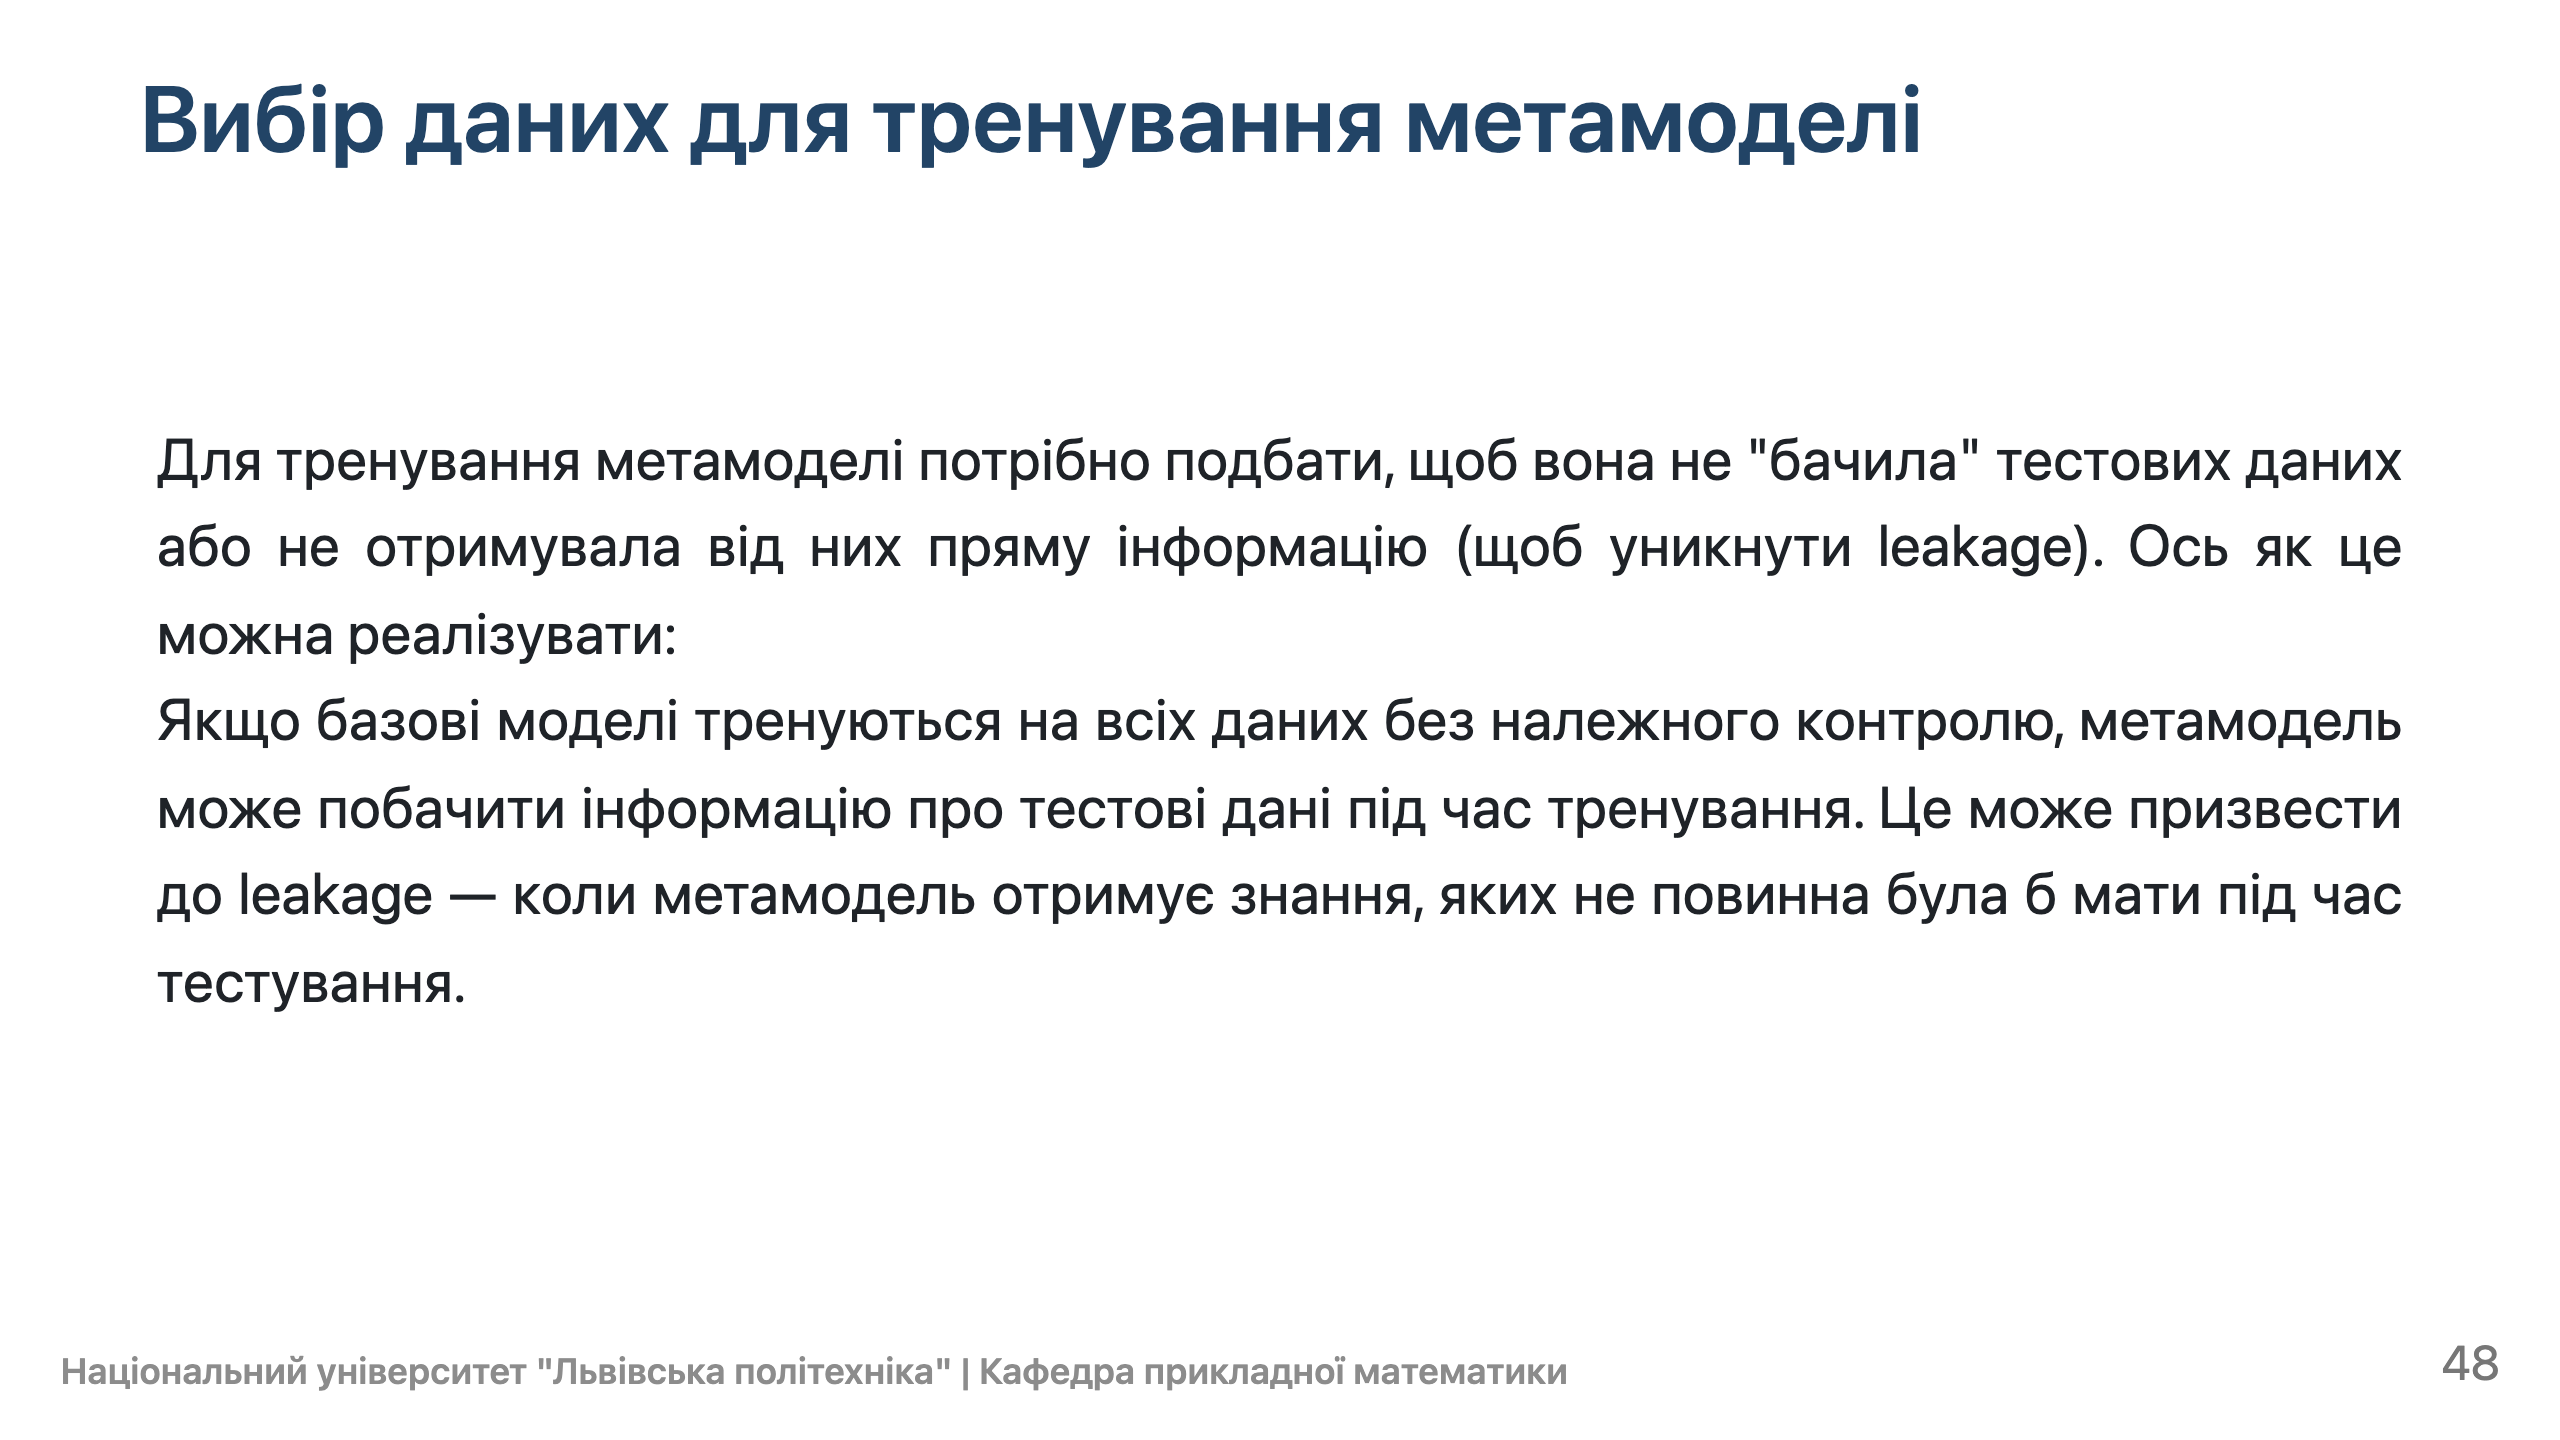 Вибір даних для тренування метамоделі
Для тренування метамоделі потрібно подбати, щоб вона не "бачила" тестових даних
або не отримувала від них пряму інформацію (щоб уникнути leakage). Ось як це
можна реалізувати:
Якщо базові моделі тренуються на всіх даних без належного контролю, метамодель
може побачити інформацію про тестові дані під час тренування. Це може призвести
до leakage — коли метамодель отримує знання, яких не повинна була б мати під час
тестування.
Національний університет "Львівська політехніка" | Кафедра прикладної математики
48